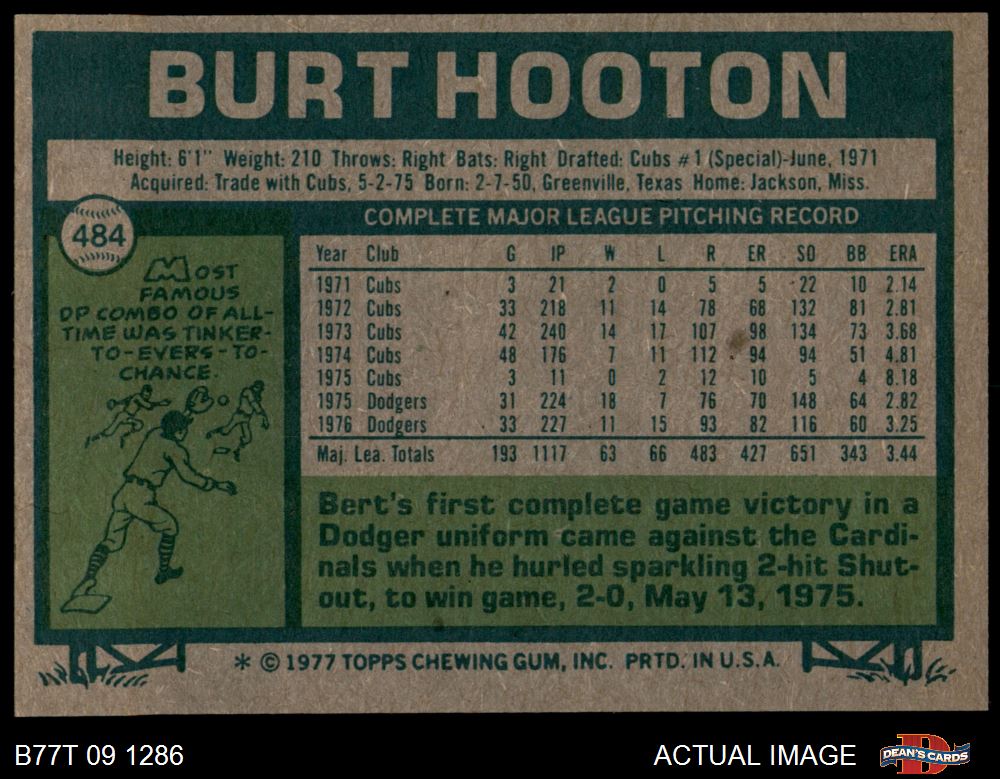 BURT HOOTON
Height: 6'1" Weight: 210 Throws: Right Bats: Right Drafted: Cubs #1 (Special)-June, 1971
Acquired: Trade with Cubs, 5-2-75 Born: 2-7-50, Greenville, Texas Home: Jackson, Miss.
484
MOST
FAMOUS
DP COMBO OF ALL-
TIME WAS TINKER-
TO-EVERS-TO-
CHANCE.
COMPLETE MAJOR LEAGUE PITCHING RECORD
Year Club G IP W L R ER SO BB ERA
1971 Cubs 3 21 2 0 5 5 22 10 2.14
1972 Cubs 33 218 11 14 78 68 132 81 2.81
1973 Cubs 42 240 14 17 107 98 134 73 3.68
1974 Cubs 48 176 7 11 112 94 94 51 4.81
1975 Cubs 3 11 0 2 12 10 5 4 8.18
1975 Dodgers 31 224 18 7 76 70 148 64 2.82
1976 Dodgers 33 227 11 15 93 82 116 60 3.25
Maj. Lea. Totals 193 1117 63 66 483 427 651 343 3.44
Bert's first complete game victory in a
Dodger uniform came against the Cardi-
nals when he hurled sparkling 2-hit Shut-
out, to win game, 2-0, May 13, 1975.
* © 1977 TOPPS CHEWING GUM, INC. PRTD. IN U.S.A.
B77T 09 1286
ACTUAL IMAGE
D
DEAN'S CARDS